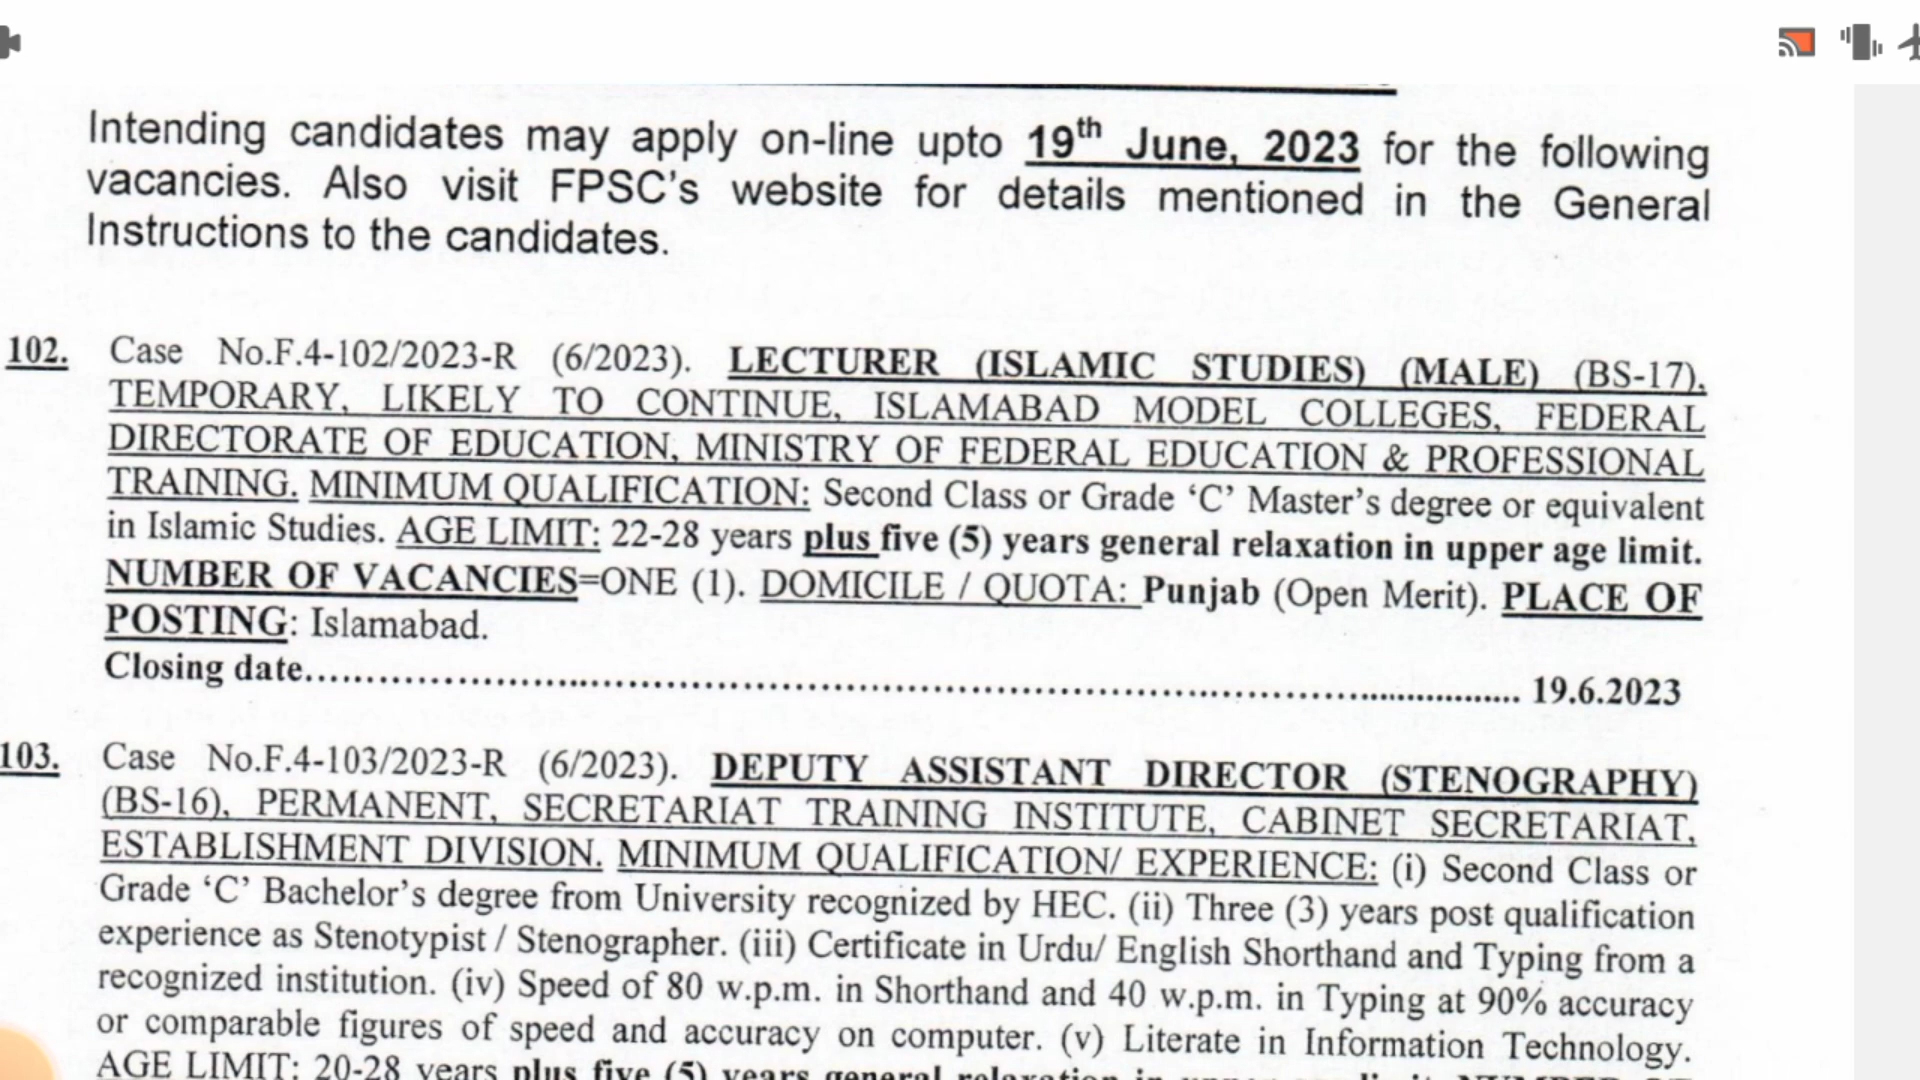 Intending candidates may apply on-line upto 19th June, 2023 for the following
vacancies. Also visit FPSC's website for details mentioned in the General
Instructions to the candidates.
102. Case No.F.4-102/2023-R (6/2023). LECTURER (ISLAMIC STUDIES) (MALE) (BS-17),
TEMPORARY, LIKELY TO CONTINUE, ISLAMABAD MODEL COLLEGES, FEDERAL
DIRECTORATE OF EDUCATION, MINISTRY OF FEDERAL EDUCATION & PROFESSIONAL
TRAINING. MINIMUM QUALIFICATION: Second Class or Grade 'C' Master's degree or equivalent
in Islamic Studies. AGE LIMIT: 22-28 years plus five (5) years general relaxation in upper age limit.
NUMBER OF VACANCIES=ONE (1). DOMICILE / QUOTA: Punjab (Open Merit). PLACE OF
POSTING: Islamabad.
Closing date................................................................................................ 19.6.2023
103. Case No.F.4-103/2023-R (6/2023). DEPUTY ASSISTANT DIRECTOR (STENOGRAPHY)
(BS-16), PERMANENT, SECRETARIAT TRAINING INSTITUTE, CABINET SECRETARIAT,
ESTABLISHMENT DIVISION. MINIMUM QUALIFICATION/ EXPERIENCE: (i) Second Class or
Grade 'C' Bachelor's degree from University recognized by HEC. (ii) Three (3) years post qualification
experience as Stenotypist / Stenographer. (iii) Certificate in Urdu/ English Shorthand and Typing from a
recognized institution. (iv) Speed of 80 w.p.m. in Shorthand and 40 w.p.m. in Typing at 90% accuracy
or comparable figures of speed and accuracy on computer. (v) Literate in Information Technology.
AGE LIMIT: 20-28 years plus five (5) years general relaxation in upper age limit. NUMBER OF